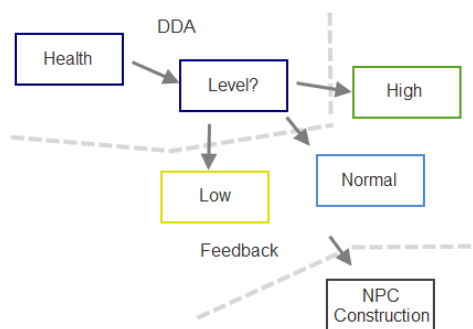 DDA
Health
Level?
High
Low
Normal
Feedback
NPC
Construction